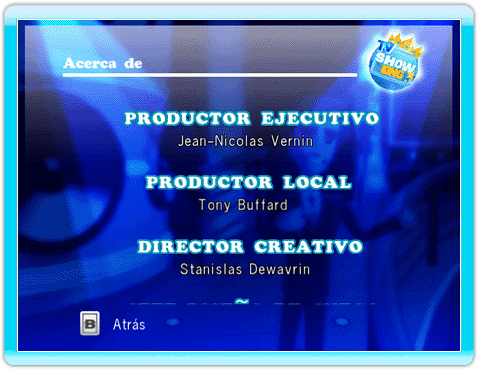 Acerca de
TV
SHOW
KING
PRODUCTOR EJECUTIVO
Jean-Nicolas Vernin
PRODUCTOR LOCAL
Tony Buffard
DIRECTOR CREATIVO
Stanislas Dewavrin
B Atrás